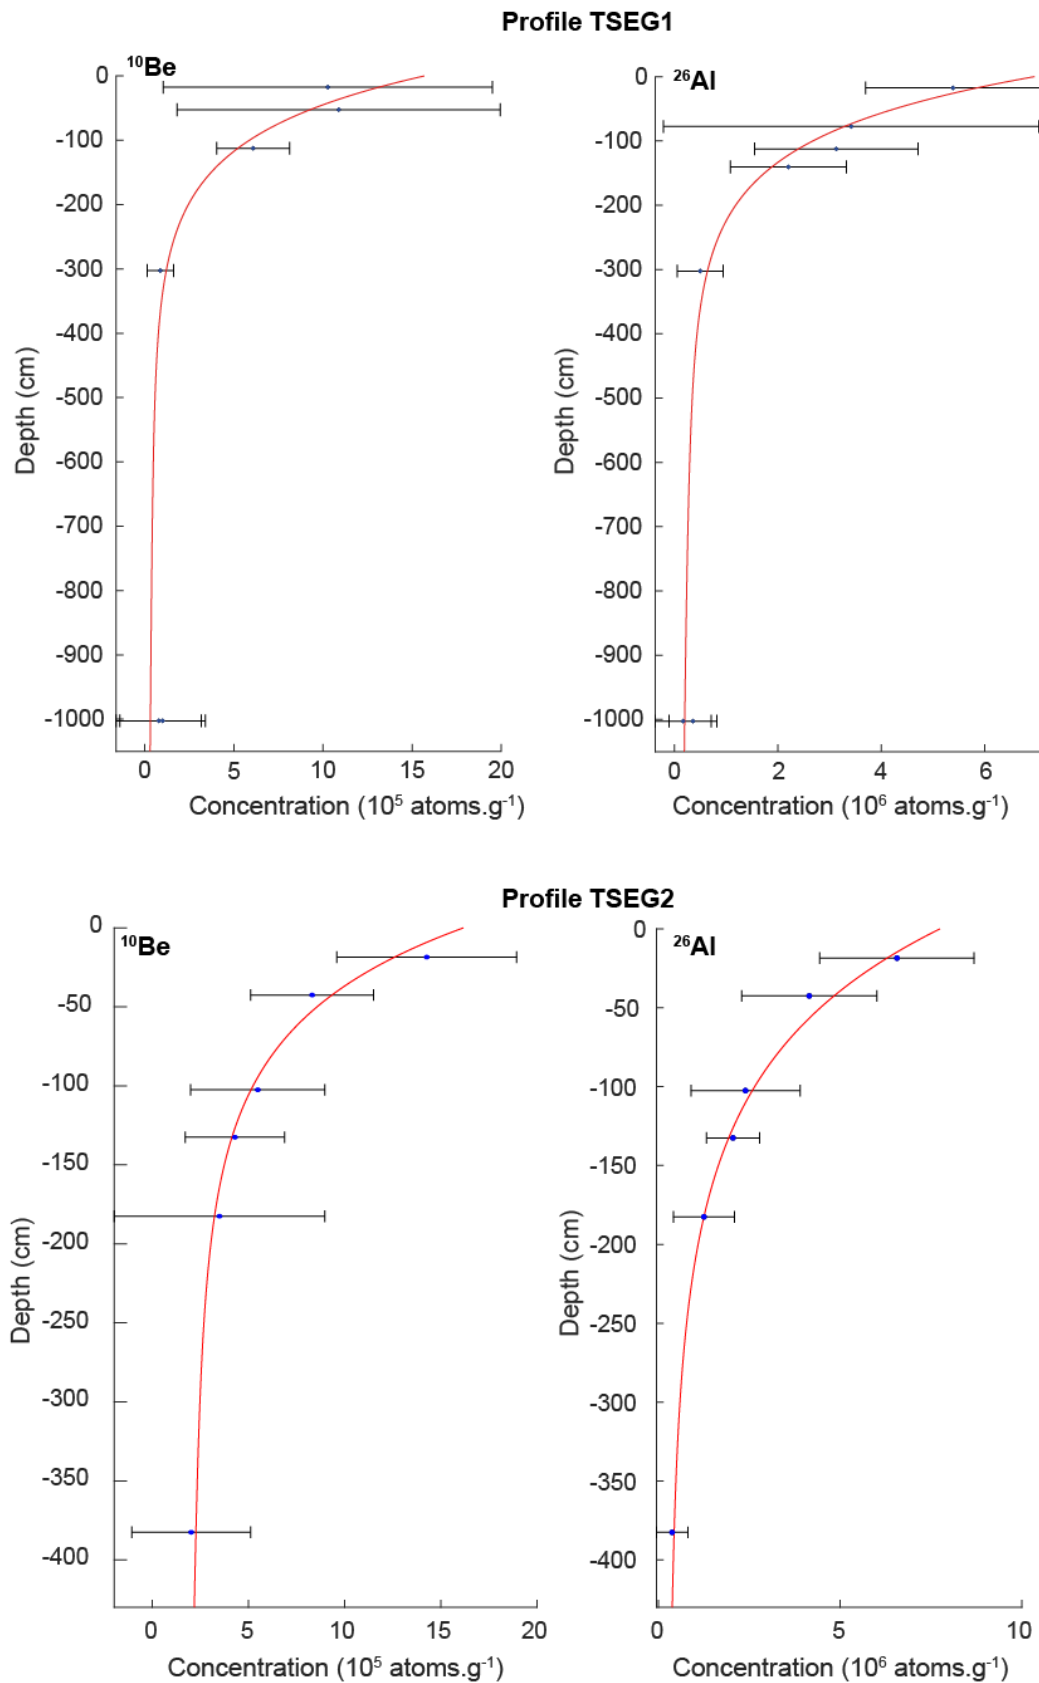 Profile TSEG1
¹⁰Be
0
-100
-200
-300
-400
-500
-600
-700
-800
-900
-1000
Depth (cm)
0 5 10 15 20
Concentration (10⁵ atoms.g⁻¹)
²⁶Al
0
-100
-200
-300
-400
-500
-600
-700
-800
-900
-1000
Depth (cm)
0 2 4 6
Concentration (10⁶ atoms.g⁻¹)
Profile TSEG2
¹⁰Be
0
-50
-100
-150
-200
-250
-300
-350
-400
Depth (cm)
0 5 10 15 20
Concentration (10⁵ atoms.g⁻¹)
²⁶Al
0
-50
-100
-150
-200
-250
-300
-350
-400
Depth (cm)
0 5 10
Concentration (10⁶ atoms.g⁻¹)